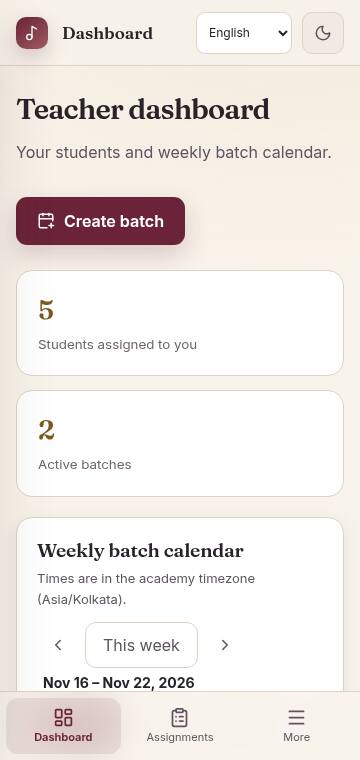 Dashboard
English
Teacher dashboard
Your students and weekly batch calendar.
Create batch
5
Students assigned to you
2
Active batches
Weekly batch calendar
Times are in the academy timezone
(Asia/Kolkata).
This week
Nov 16 – Nov 22, 2026
Dashboard
Assignments
More